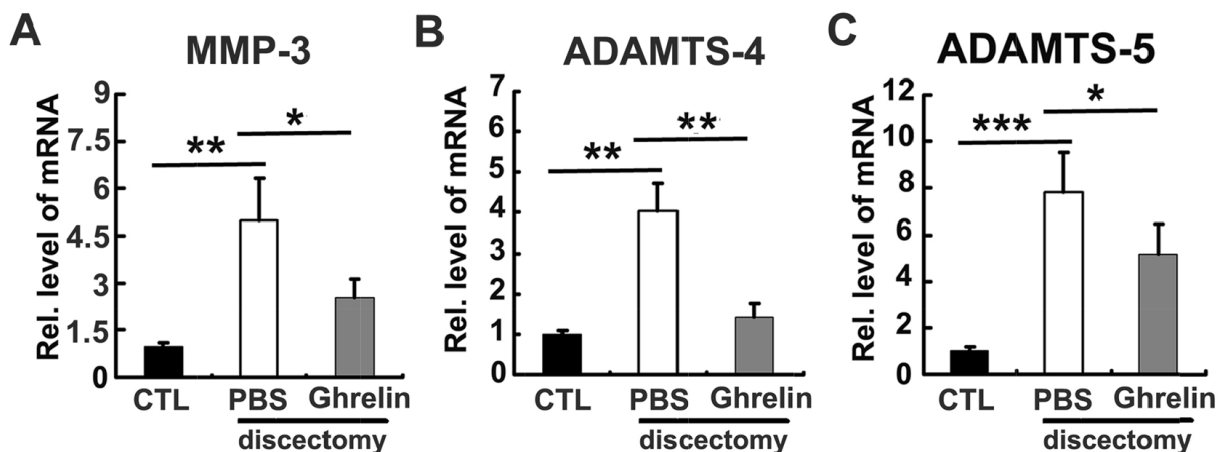 A
MMP-3
Rel. level of mRNA
9
7.5
6
4.5
3
1.5
0
**
*
CTL PBS Ghrelin
discectomy
B
ADAMTS-4
Rel. level of mRNA
7
6
5
4
3
2
1
0
**
**
CTL PBS Ghrelin
discectomy
C
ADAMTS-5
Rel. level of mRNA
12
10
8
6
4
2
0
***
*
CTL PBS Ghrelin
discectomy